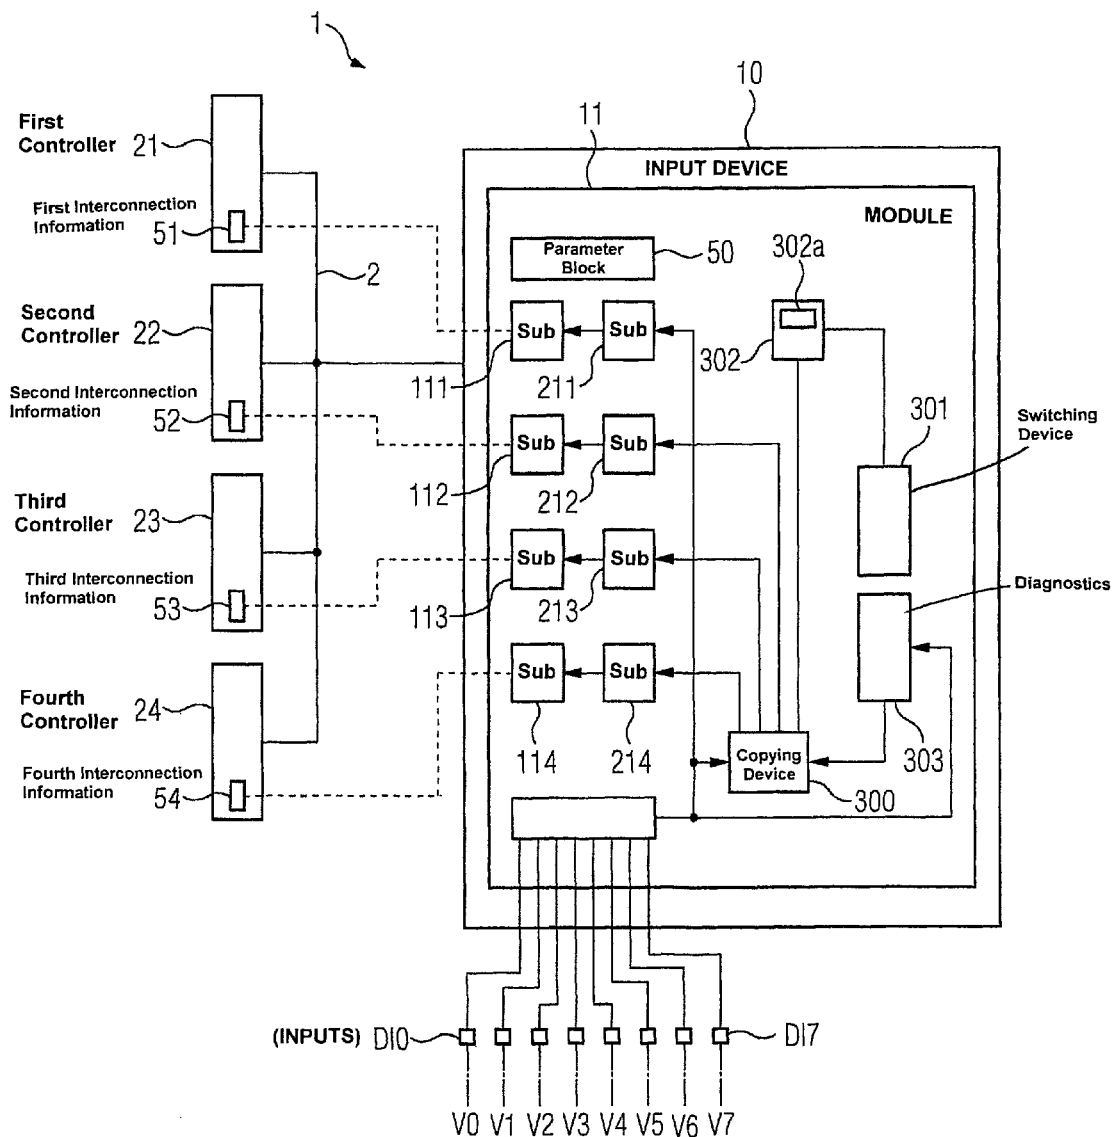 1
10
11
First
Controller 21
INPUT DEVICE
MODULE
First Interconnection
Information 51
Parameter
Block
50
302a
2
Second
Controller 22
Sub
Sub
302
111
211
Second Interconnection
Information 52
301
Switching
Device
Sub
Sub
112
212
Third
Controller 23
Sub
Sub
Third Interconnection
Information 53
113
213
Diagnostics
Fourth
Controller 24
Sub
Sub
114
214
Copying
Device
300
303
Fourth Interconnection
Information 54
(INPUTS) DI0
DI7
V0 V1 V2 V3 V4 V5 V6 V7